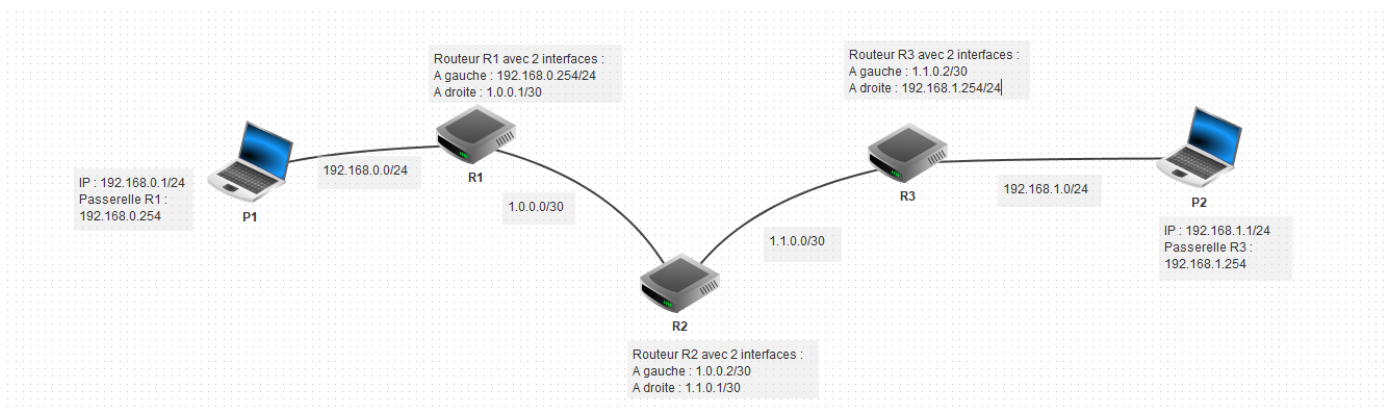 Routeur R1 avec 2 interfaces :
A gauche : 192.168.0.254/24
A droite : 1.0.0.1/30
Routeur R3 avec 2 interfaces :
A gauche : 1.1.0.2/30
A droite : 192.168.1.254/24
IP : 192.168.0.1/24
Passerelle R1 :
192.168.0.254
P1
192.168.0.0/24
R1
1.0.0.0/30
R2
Routeur R2 avec 2 interfaces :
A gauche : 1.0.0.2/30
A droite : 1.1.0.1/30
1.1.0.0/30
R3
192.168.1.0/24
P2
IP : 192.168.1.1/24
Passerelle R3 :
192.168.1.254